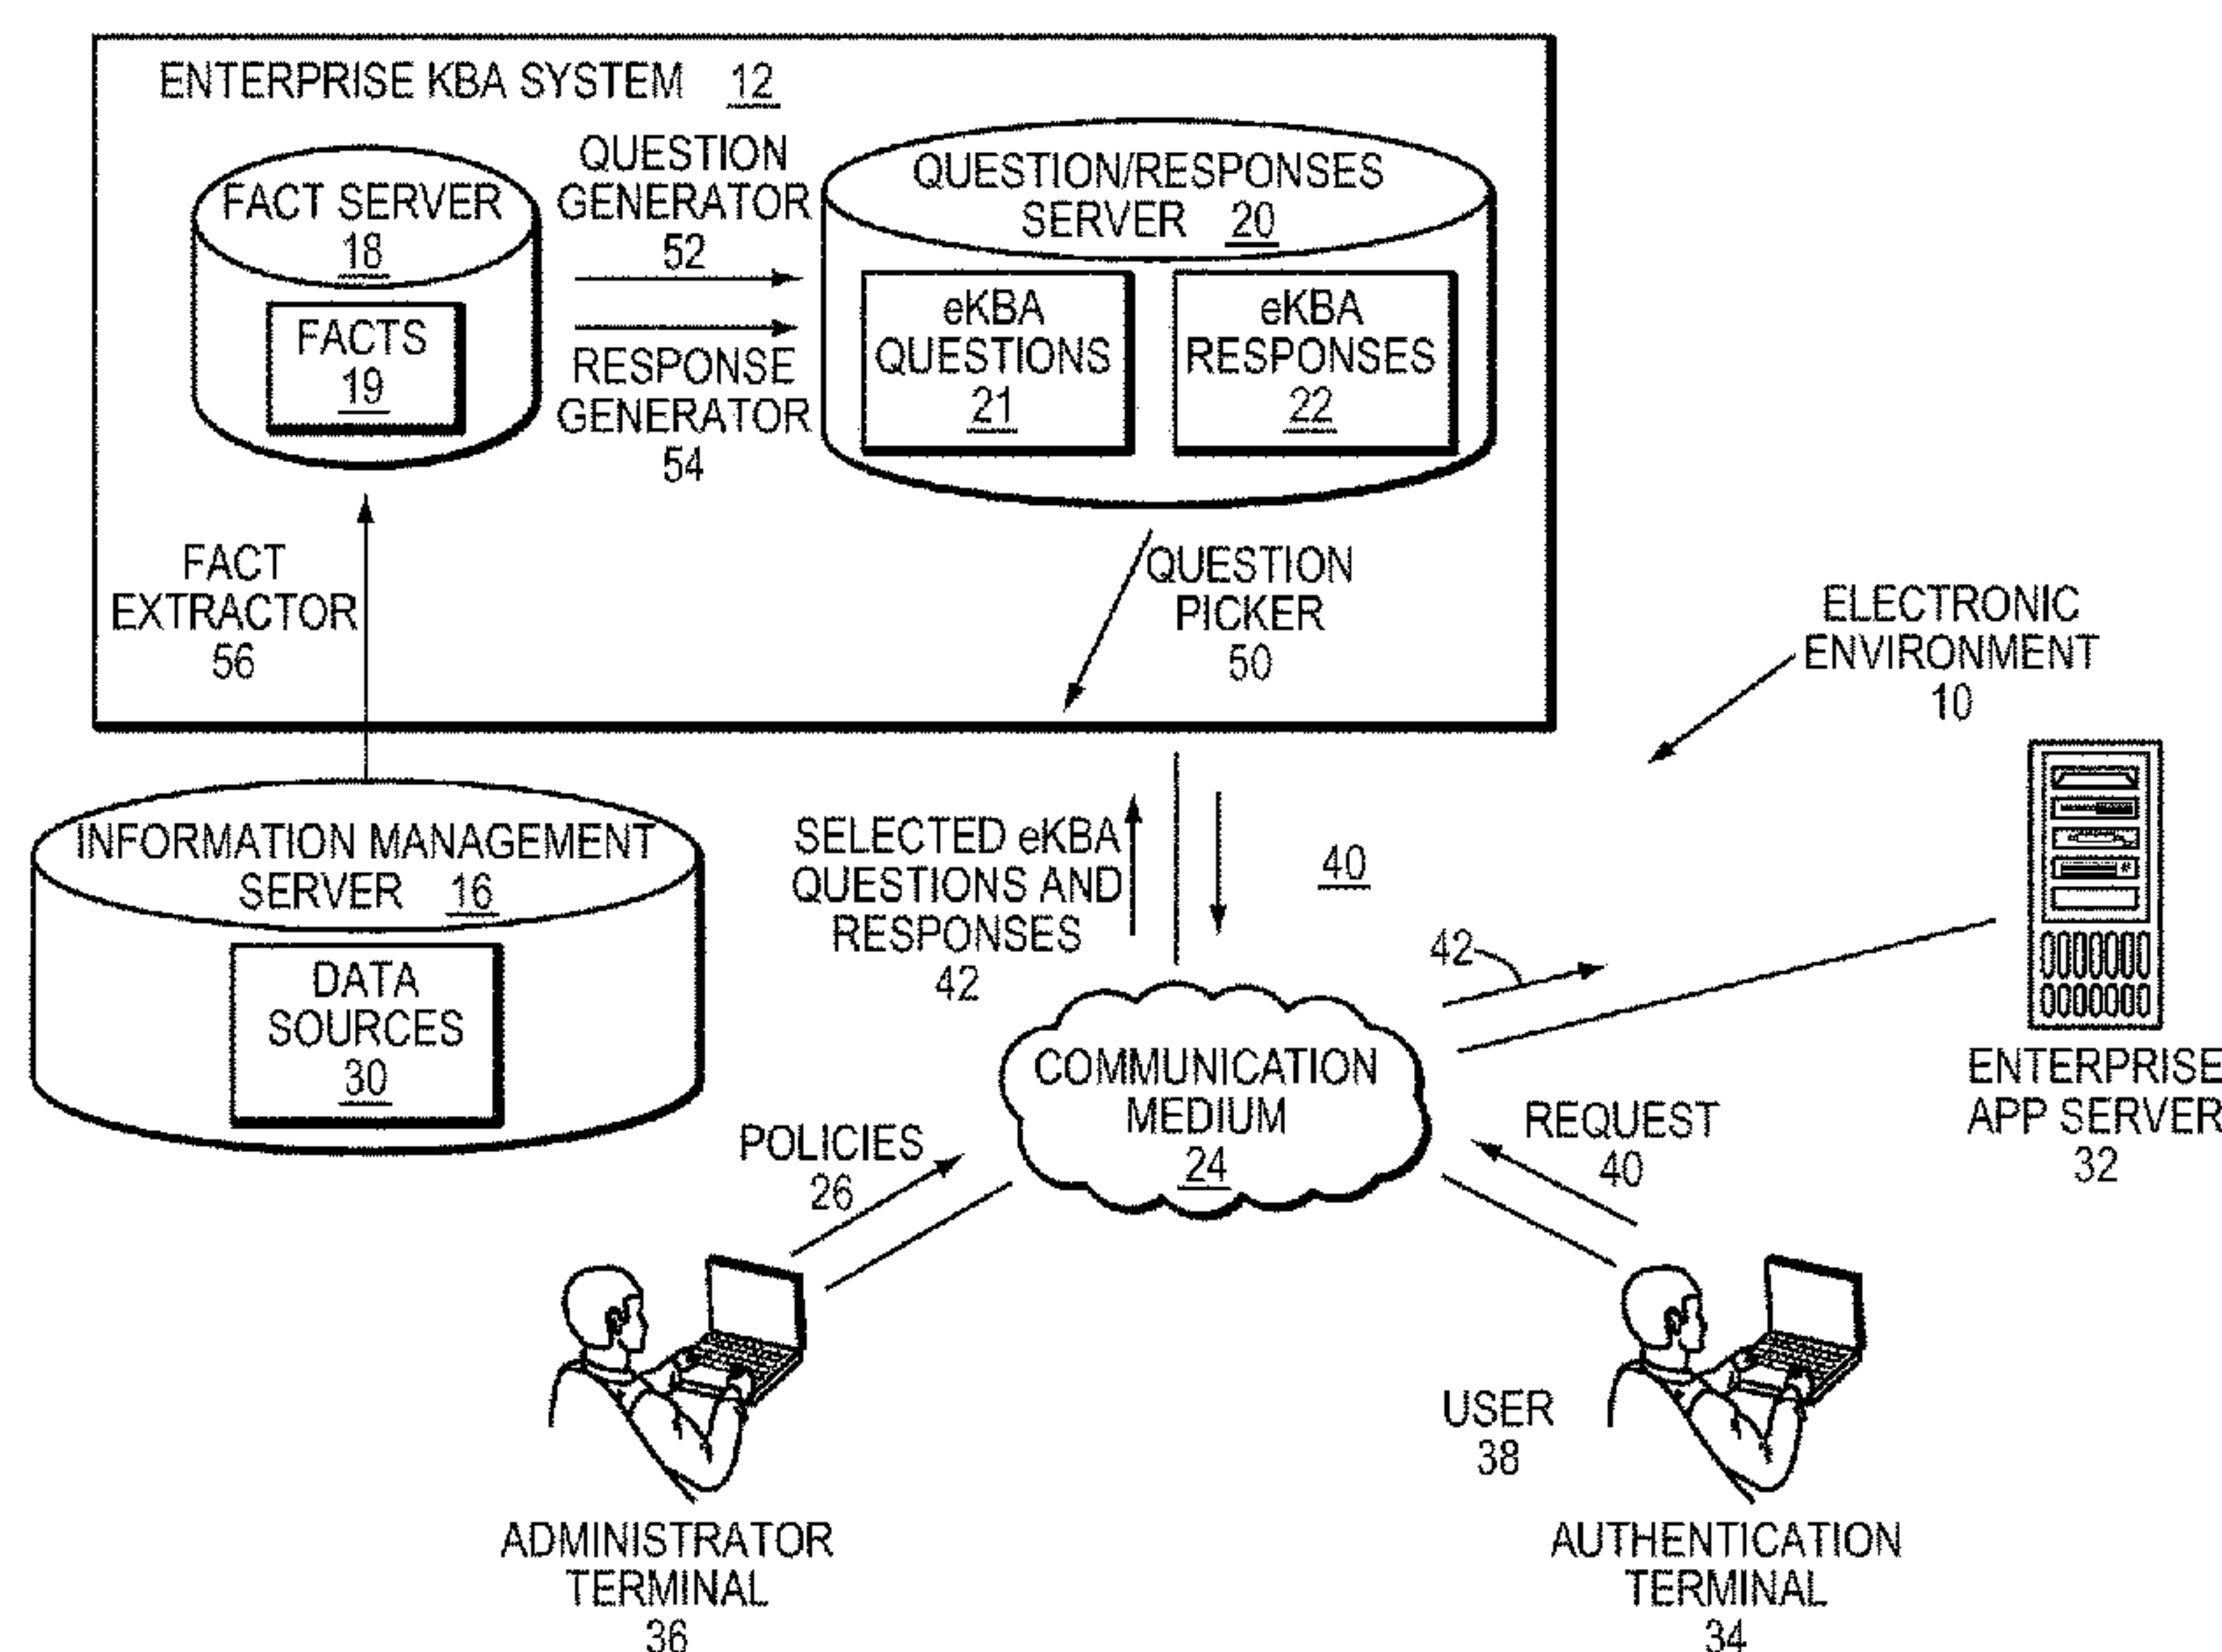 ENTERPRISE KBA SYSTEM 12
FACT SERVER
18
FACTS
19
QUESTION
GENERATOR
52
RESPONSE
GENERATOR
54
QUESTION/RESPONSES
SERVER 20
eKBA
QUESTIONS
21
eKBA
RESPONSES
22
FACT
EXTRACTOR
56
QUESTION
PICKER
50
ELECTRONIC
ENVIRONMENT
10
INFORMATION MANAGEMENT
SERVER 16
DATA
SOURCES
30
SELECTED eKBA
QUESTIONS AND
RESPONSES
42
40
42
COMMUNICATION
MEDIUM
24
ENTERPRISE
APP SERVER
32
POLICIES
26
REQUEST
40
USER
38
ADMINISTRATOR
TERMINAL
36
AUTHENTICATION
TERMINAL
34